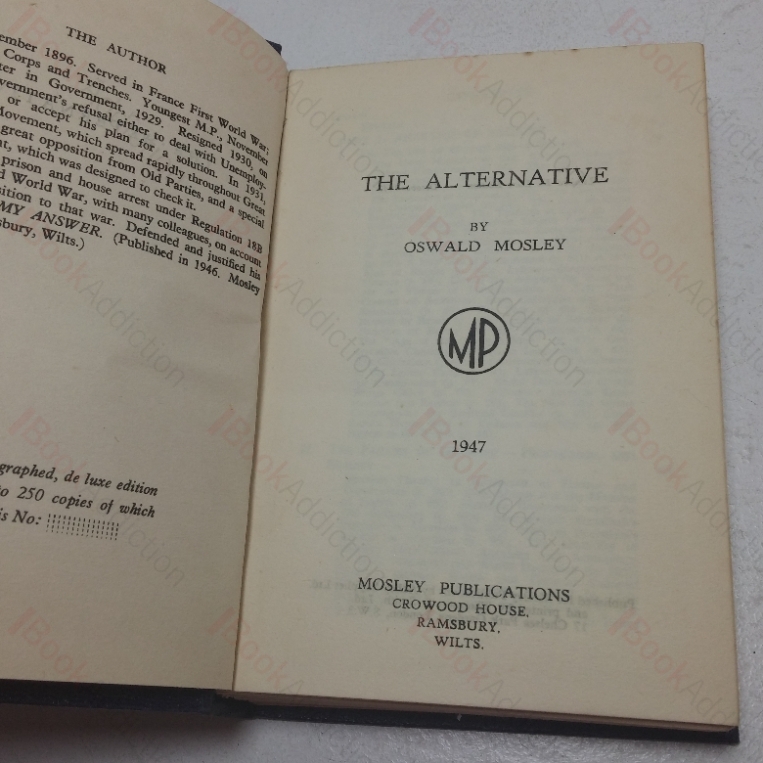 THE AUTHOR
ember 1896. Served in France First World War;
Corps and Trenches. Youngest M.P., November
ter in Government, 1929. Resigned 1930, on
vernment's refusal either to deal with Unemploy-
or accept his plan for a solution. In 1931,
Movement, which spread rapidly throughout Great
great opposition from Old Parties, and a special
t, which was designed to check it.
prison and house arrest under Regulation 18B
d World War, with many colleagues, on account
sition to that war. Defended and justified his
MY ANSWER. (Published in 1946. Mosley
sbury, Wilts.)
graphed, de luxe edition
to 250 copies of which
is No:
THE ALTERNATIVE
BY
OSWALD MOSLEY
MP
1947
MOSLEY PUBLICATIONS
CROWOOD HOUSE,
RAMSBURY,
WILTS.
BookAddiction